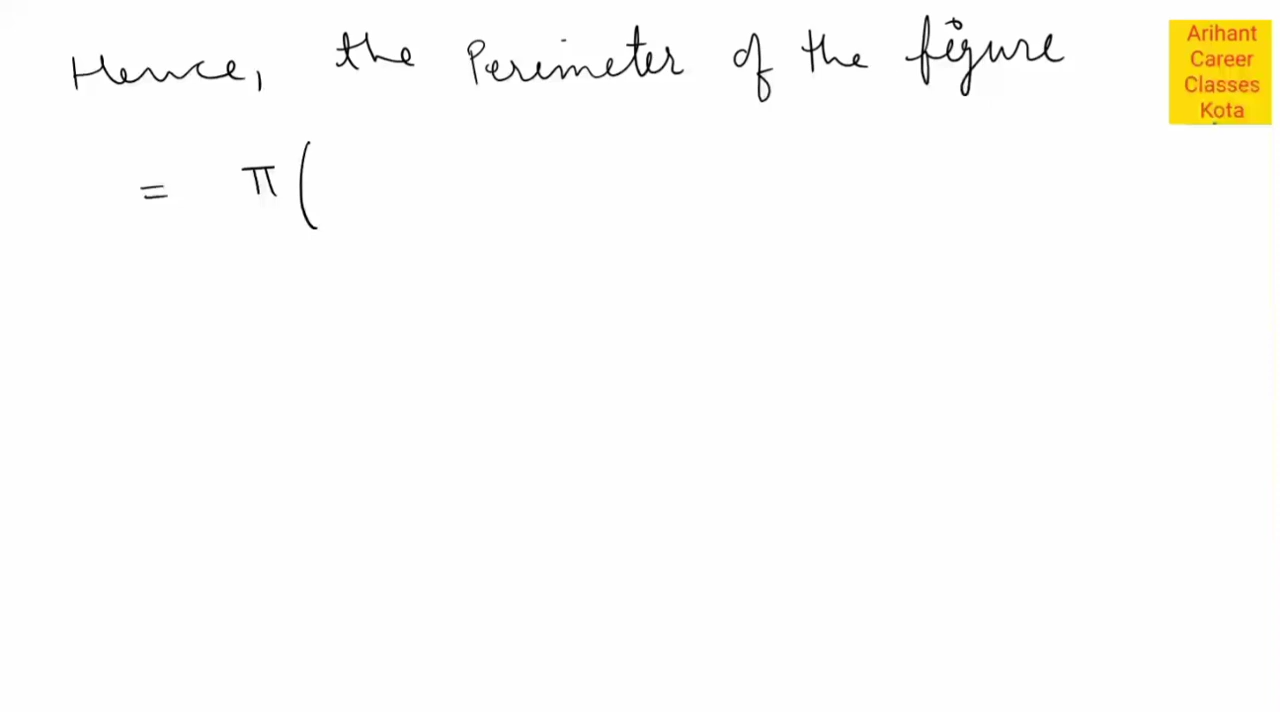 Hence, the Perimeter of the figure
= π (
Arihant
Career
Classes
Kota